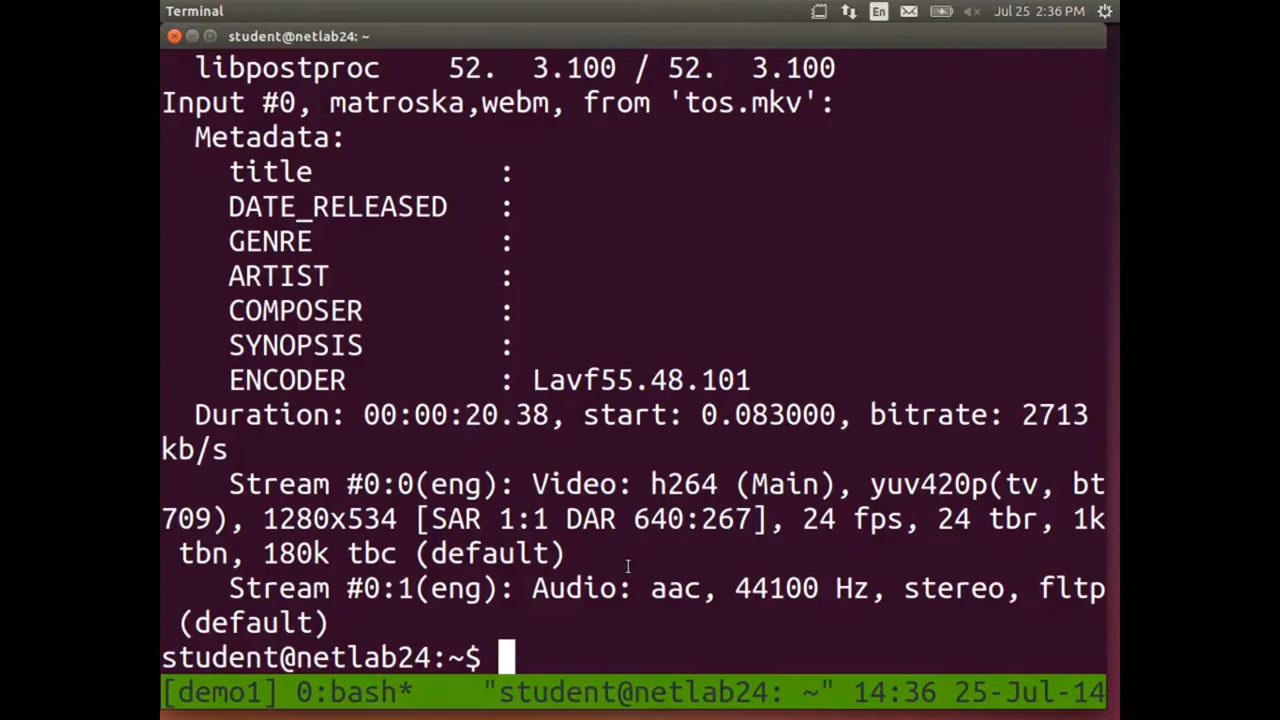 Terminal En Jul 25 2:36 PM
student@netlab24: ~
libpostproc    52.  3.100 / 52.  3.100
Input #0, matroska,webm, from 'tos.mkv':
Metadata:
title           :
DATE_RELEASED   :
GENRE           :
ARTIST          :
COMPOSER        :
SYNOPSIS        :
ENCODER         : Lavf55.48.101
Duration: 00:00:20.38, start: 0.083000, bitrate: 2713
kb/s
Stream #0:0(eng): Video: h264 (Main), yuv420p(tv, bt
709), 1280x534 [SAR 1:1 DAR 640:267], 24 fps, 24 tbr, 1k
tbn, 180k tbc (default)
Stream #0:1(eng): Audio: aac, 44100 Hz, stereo, fltp
(default)
student@netlab24:~$
[demo1] 0:bash*    "student@netlab24: ~" 14:36 25-Jul-14